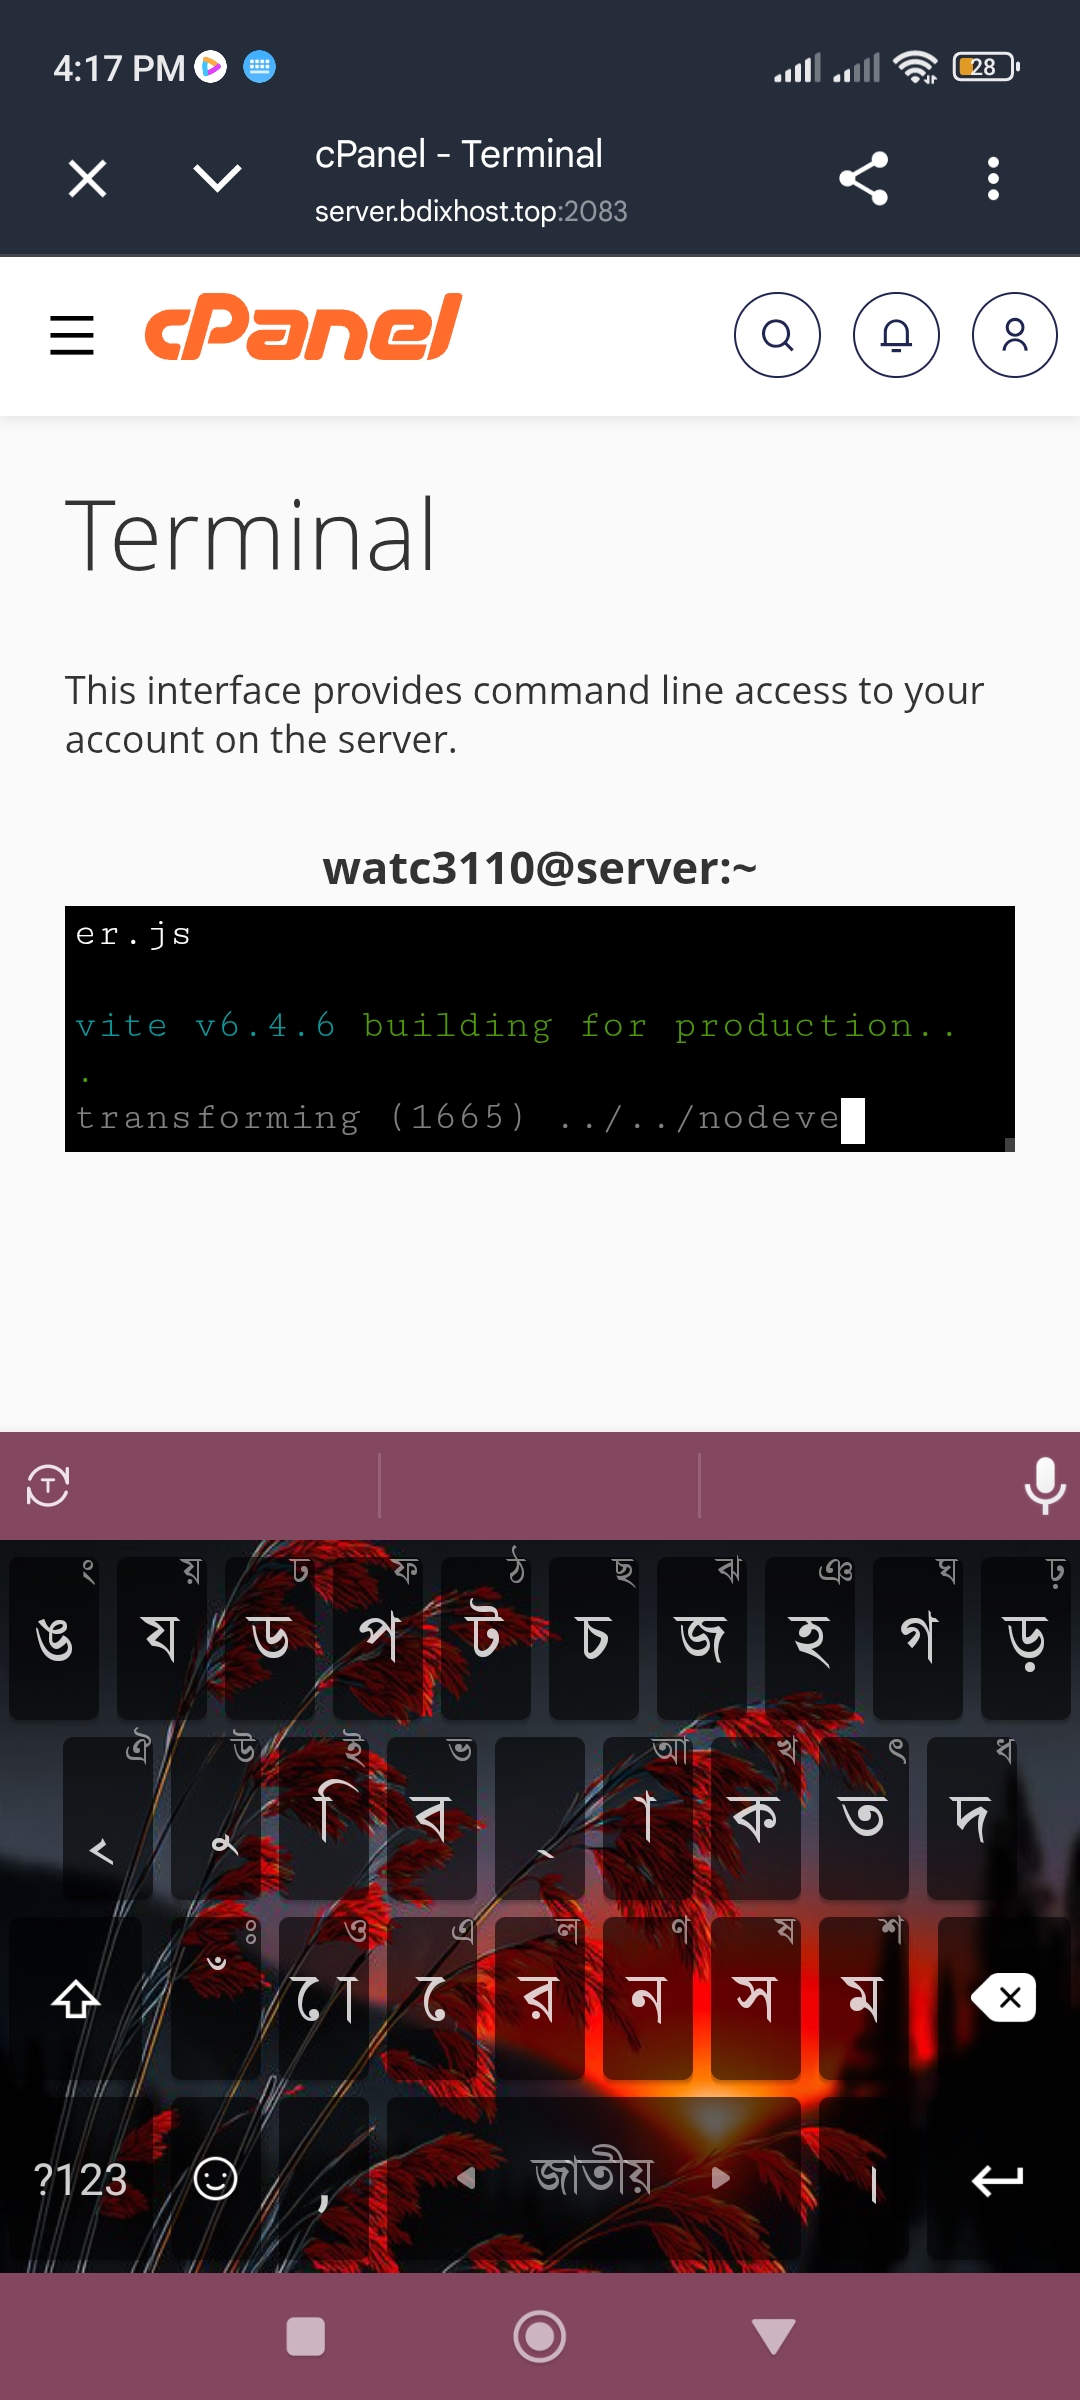 4:17 PM
28
cPanel - Terminal
server.bdixhost.top:2083
cPanel
Terminal
This interface provides command line access to your
account on the server.
watc3110@server:~
er.js
vite v6.4.6 building for production..
.
transforming (1665) ../../nodeve
T
ং য় ঢ ফ ঠ ছ ঝ ঞ ঘ ঢ়
ঙ য ড প ট চ জ হ গ ড়
ঐ উ ই ভ আ খ ৎ ধ
ৃ ু ি ব ্ া ক ত দ
ঃ ও এ ল ণ ষ শ
ঁ ো ে র ন স ম
?123 , জাতীয় ।